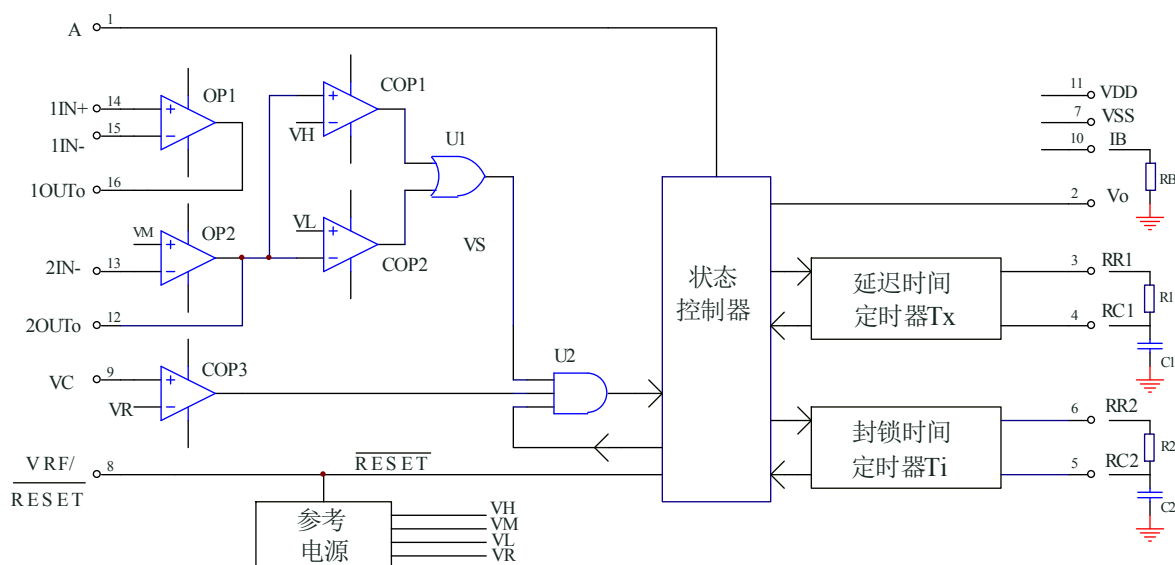 A
1
1IN+
14
1IN-
15
1OUTo
16
OP1
+
−
VM
OP2
+
−
2IN-
13
2OUTo
12
COP1
+
−
VH
VL
+
−
COP2
U1
VS
VC
9
VR
+
−
COP3
U2
VRF/
RESET
8
RESET
参考
电源
VH
VM
VL
VR
状态
控制器
延迟时间
定时器Tx
封锁时间
定时器Ti
11
VDD
7
VSS
10
IB
RB
2
Vo
3
RR1
R1
4
RC1
C1
6
RR2
R2
5
RC2
C2